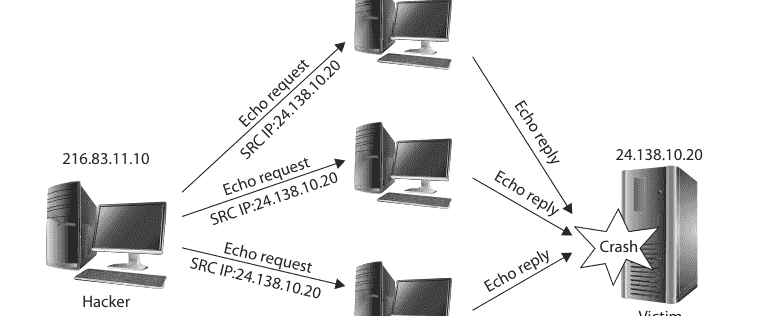 Echo request
SRC IP:24.138.10.20
Echo reply
216.83.11.10
24.138.10.20
Echo request
SRC IP:24.138.10.20
Echo reply
Crash
Echo request
SRC IP:24.138.10.20
Echo reply
Hacker
Victim